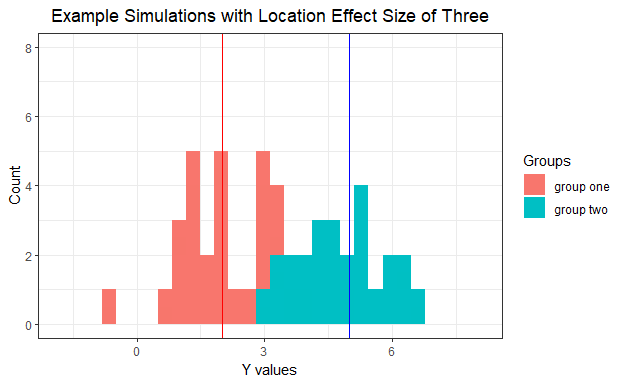 Example Simulations with Location Effect Size of Three
8
6
4
2
0
Count
0 3 6
Y values
Groups
group one
group two